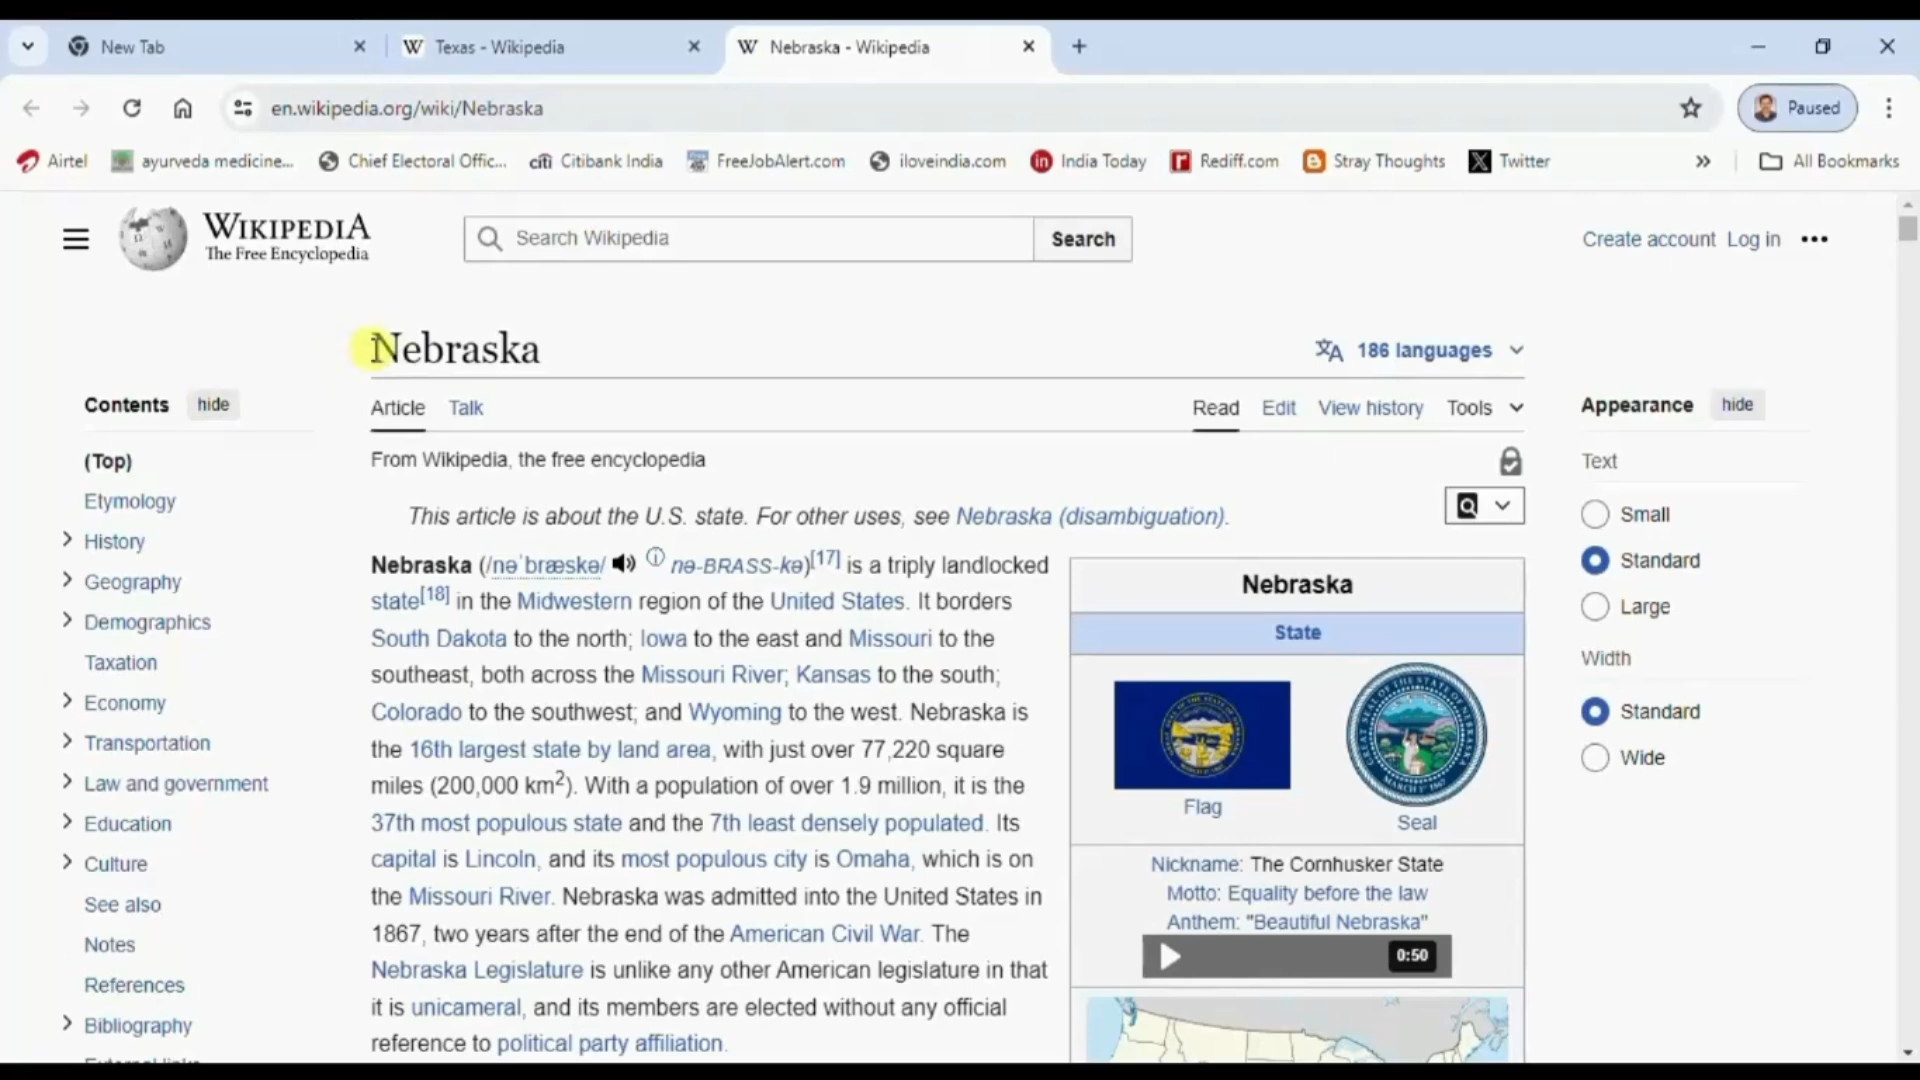 New Tab
Texas - Wikipedia
Nebraska - Wikipedia
en.wikipedia.org/wiki/Nebraska
Paused
Airtel
ayurveda medicine...
Chief Electoral Offic...
citi Citibank India
FreeJobAlert.com
iloveindia.com
in India Today
Rediff.com
Stray Thoughts
Twitter
All Bookmarks
WIKIPEDIA
The Free Encyclopedia
Search Wikipedia
Search
Create account
Log in
Nebraska
186 languages
Contents
hide
(Top)
Etymology
History
Geography
Demographics
Taxation
Economy
Transportation
Law and government
Education
Culture
See also
Notes
References
Bibliography
Article
Talk
Read
Edit
View history
Tools
From Wikipedia, the free encyclopedia
This article is about the U.S. state. For other uses, see Nebraska (disambiguation).
Nebraska (/nəˈbræskə/ nə-BRASS-kə)[17] is a triply landlocked
state[18] in the Midwestern region of the United States. It borders
South Dakota to the north; Iowa to the east and Missouri to the
southeast, both across the Missouri River; Kansas to the south;
Colorado to the southwest; and Wyoming to the west. Nebraska is
the 16th largest state by land area, with just over 77,220 square
miles (200,000 km2). With a population of over 1.9 million, it is the
37th most populous state and the 7th least densely populated. Its
capital is Lincoln, and its most populous city is Omaha, which is on
the Missouri River. Nebraska was admitted into the United States in
1867, two years after the end of the American Civil War. The
Nebraska Legislature is unlike any other American legislature in that
it is unicameral, and its members are elected without any official
reference to political party affiliation.
Nebraska
State
Flag
Seal
Nickname: The Cornhusker State
Motto: Equality before the law
Anthem: "Beautiful Nebraska"
0:50
Appearance
hide
Text
Small
Standard
Large
Width
Standard
Wide